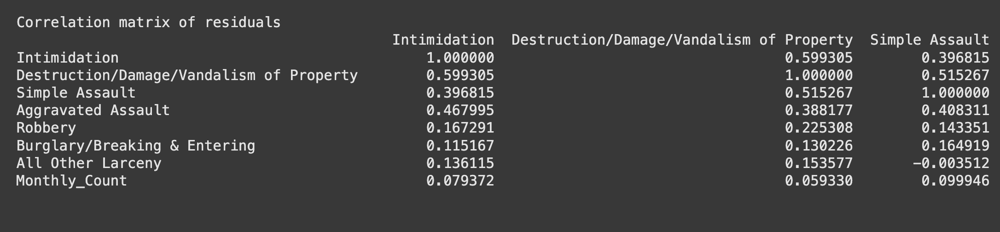 Correlation matrix of residuals
Intimidation Destruction/Damage/Vandalism of Property Simple Assault
Intimidation 1.000000 0.599305 0.396815
Destruction/Damage/Vandalism of Property 0.599305 1.000000 0.515267
Simple Assault 0.396815 0.515267 1.000000
Aggravated Assault 0.467995 0.388177 0.408311
Robbery 0.167291 0.225308 0.143351
Burglary/Breaking & Entering 0.115167 0.130226 0.164919
All Other Larceny 0.136115 0.153577 −0.003512
Monthly_Count 0.079372 0.059330 0.099946